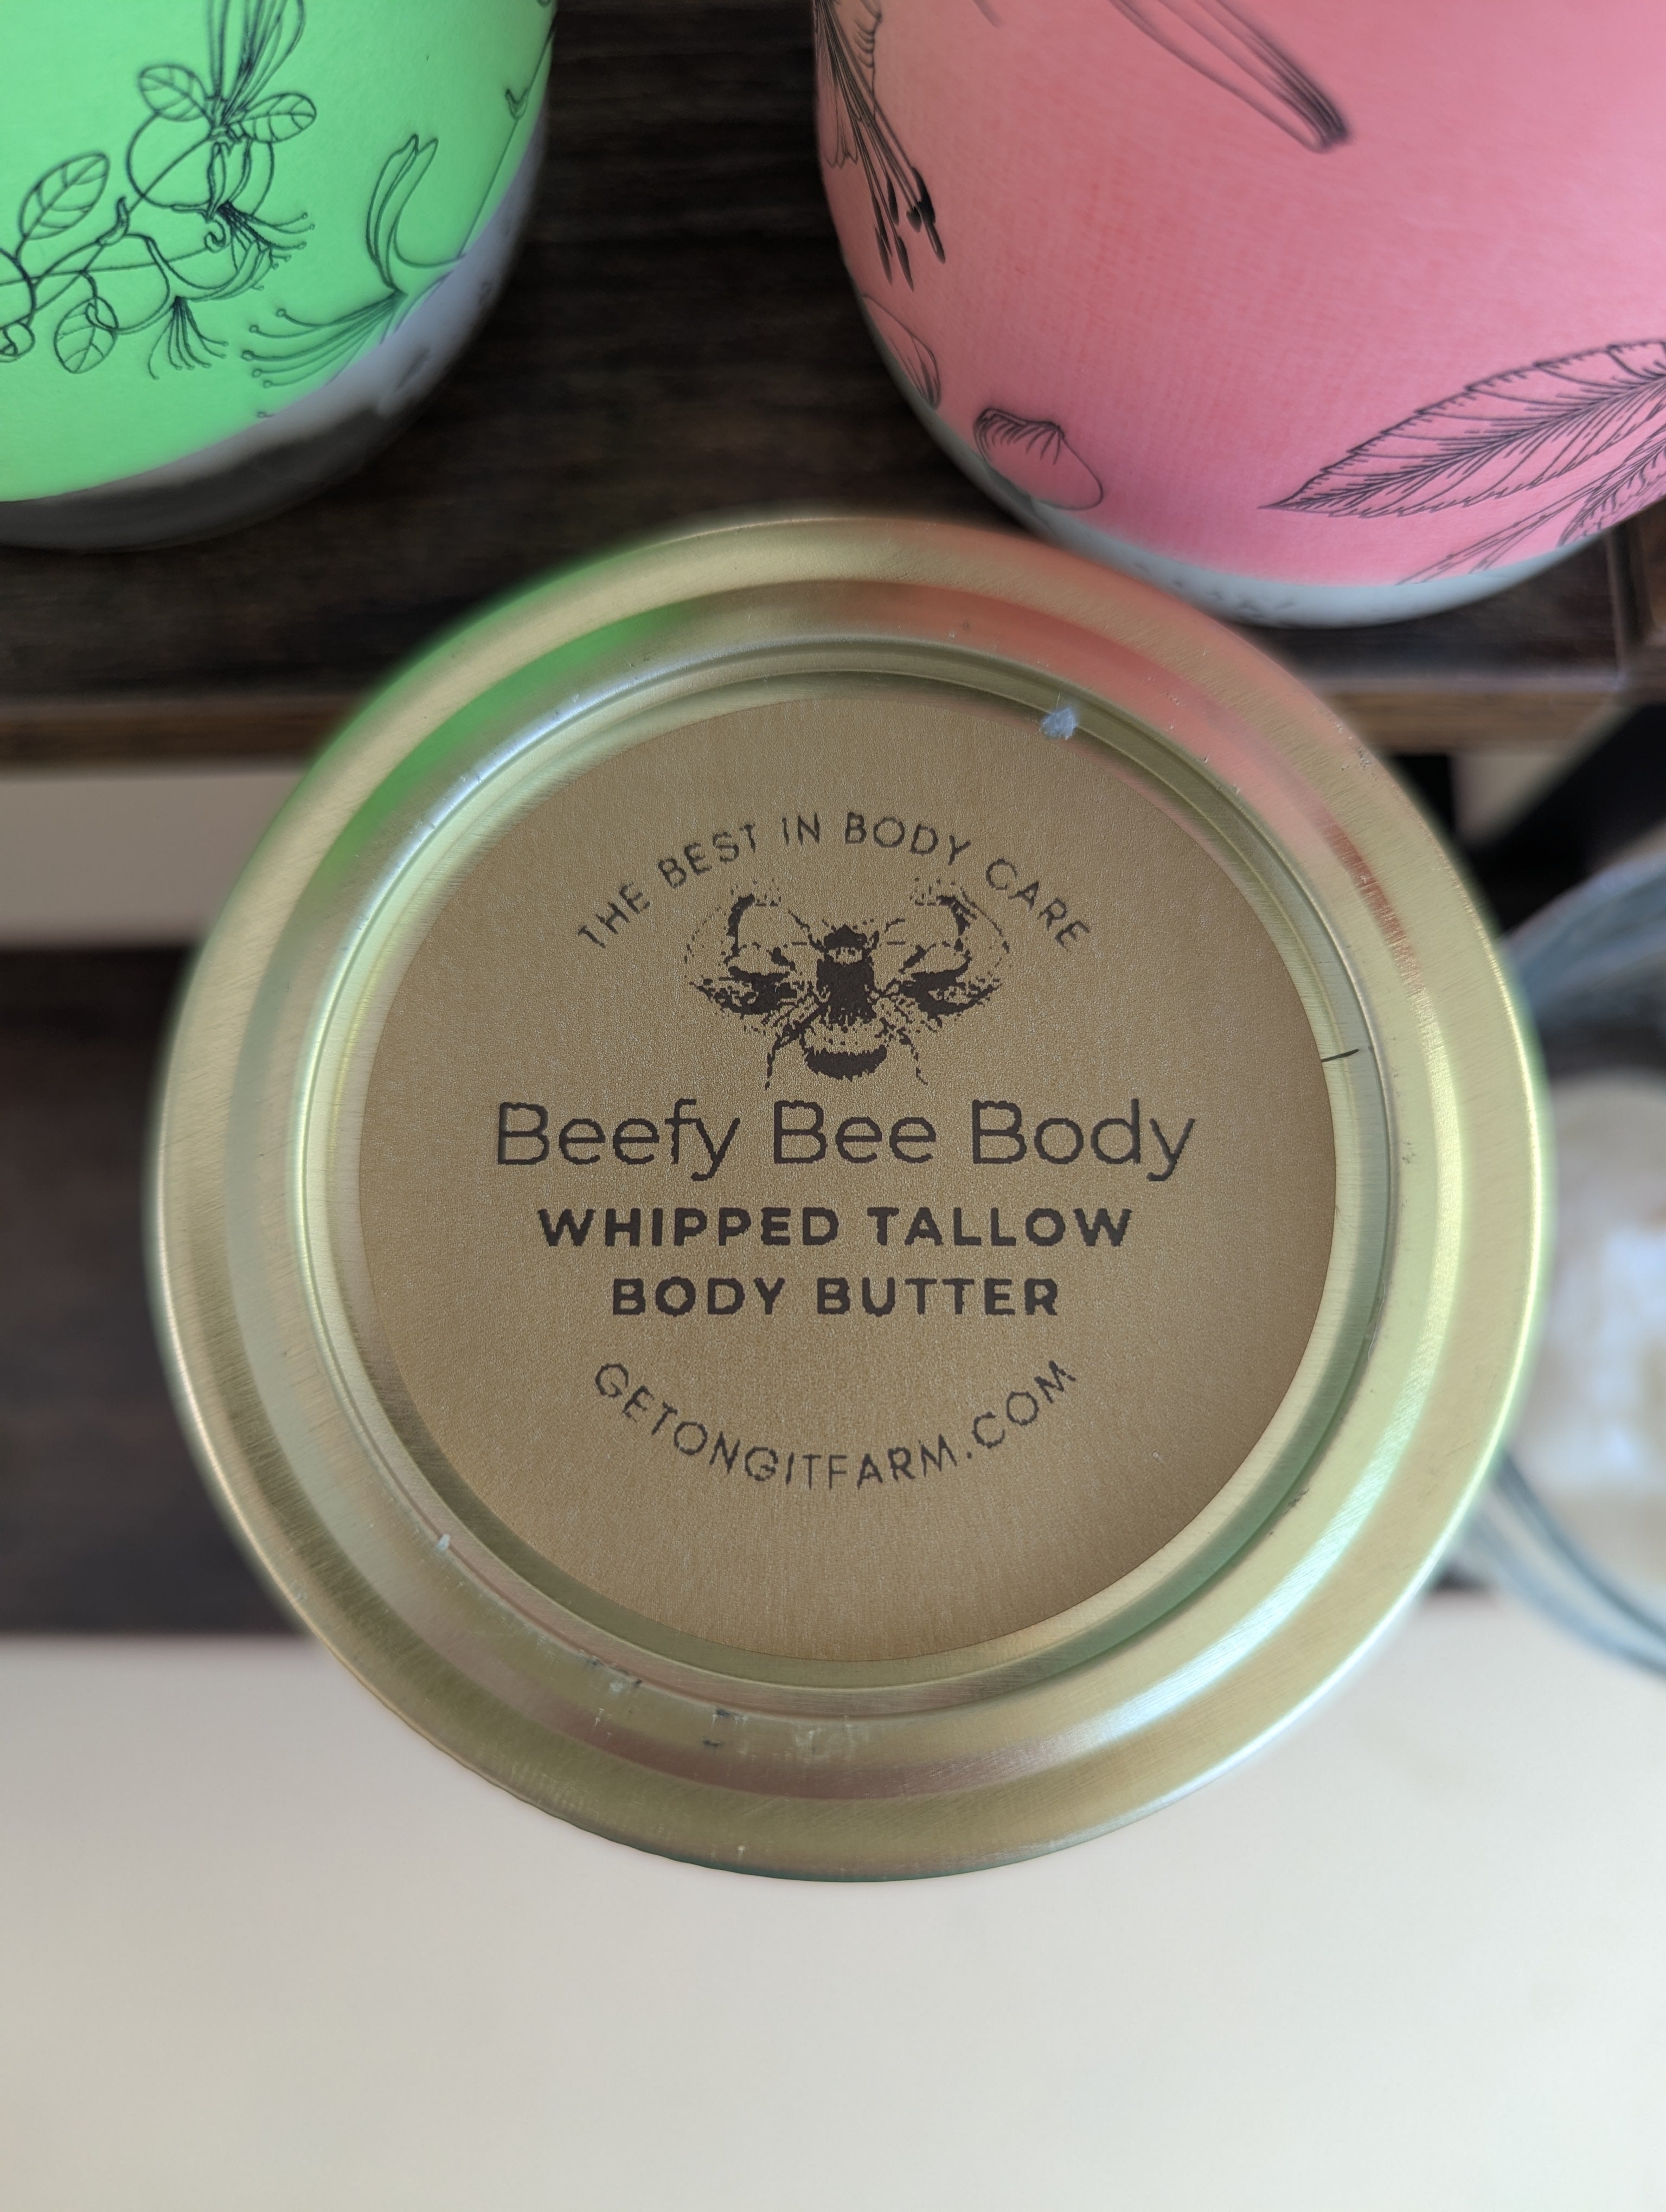 THE BEST IN BODY CARE
Beefy Bee Body
WHIPPED TALLOW
BODY BUTTER
GETONGITFARM.COM